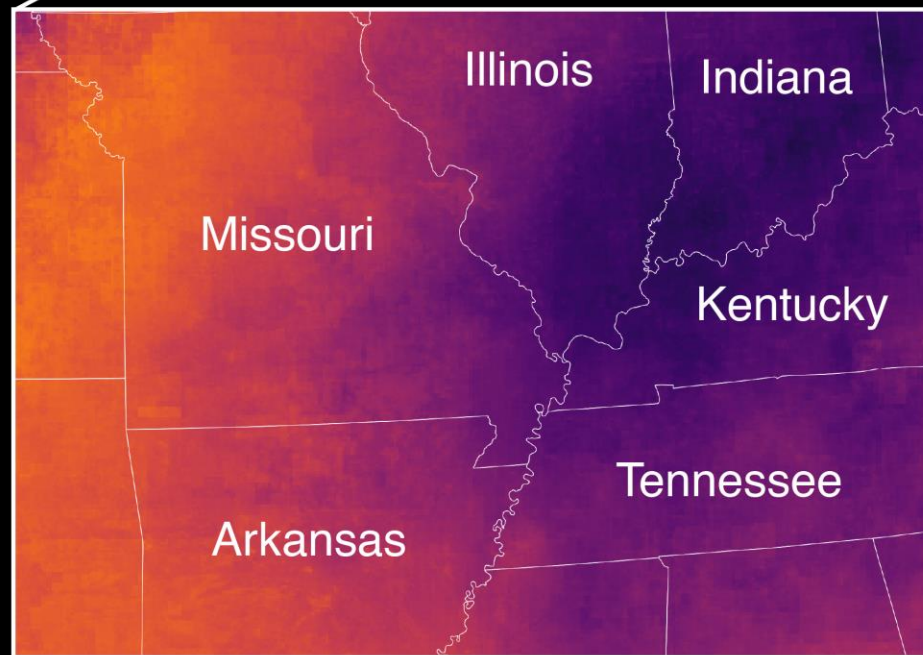 Illinois
Indiana
Missouri
Kentucky
Tennessee
Arkansas